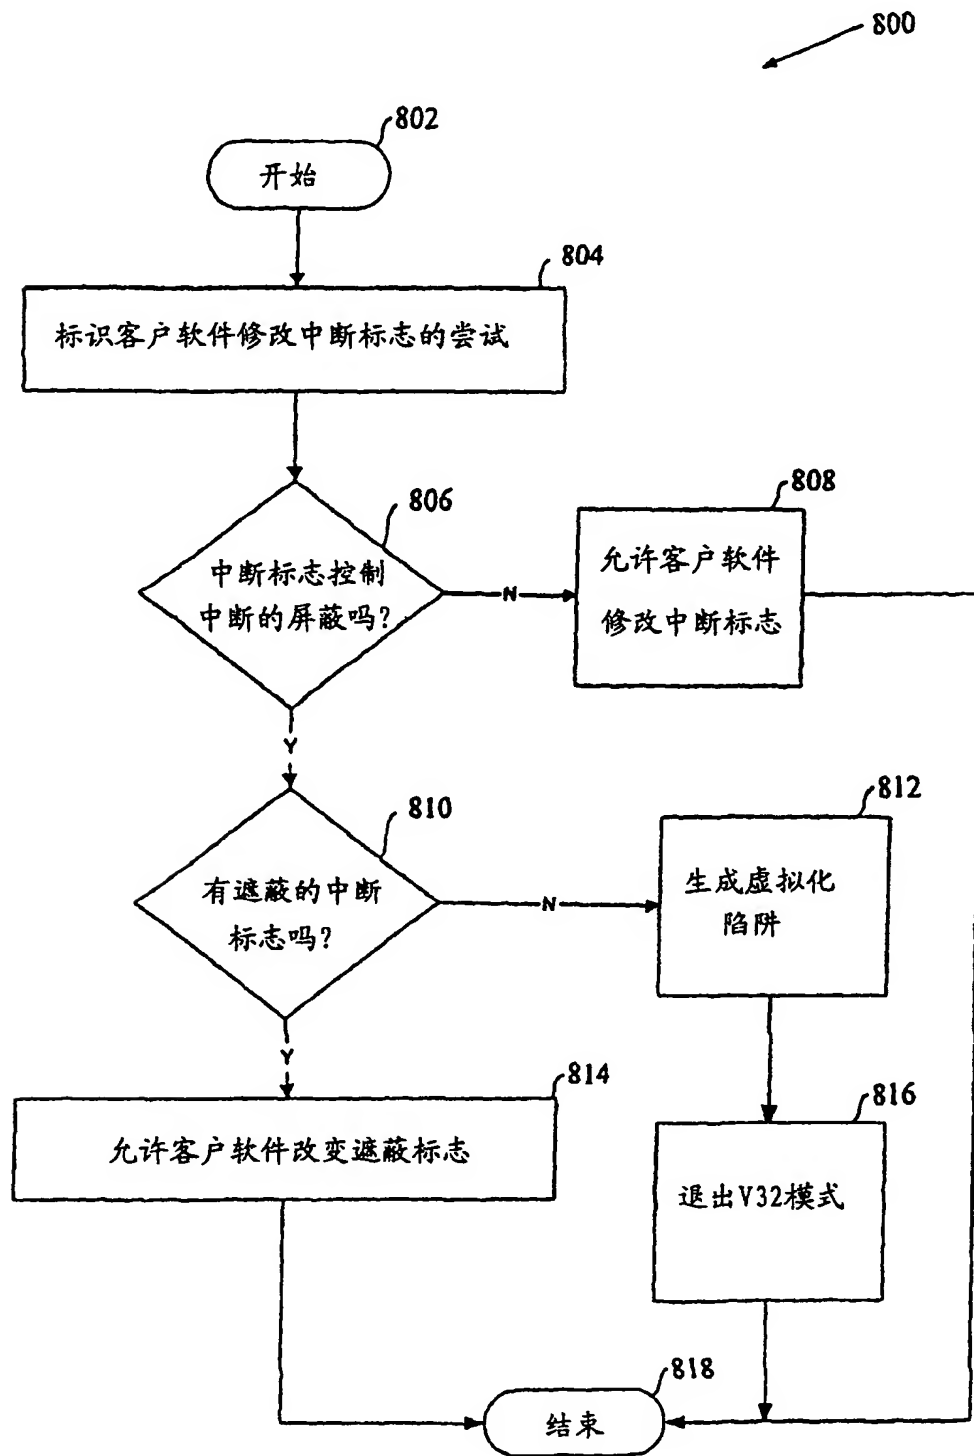 800
802
开始
804
标识客户软件修改中断标志的尝试
806
中断标志控制
中断的屏蔽吗?
N
808
允许客户软件
修改中断标志
Y
810
有遮蔽的中断
标志吗?
N
812
生成虚拟化
陷阱
Y
814
允许客户软件改变遮蔽标志
816
退出V32模式
818
结束